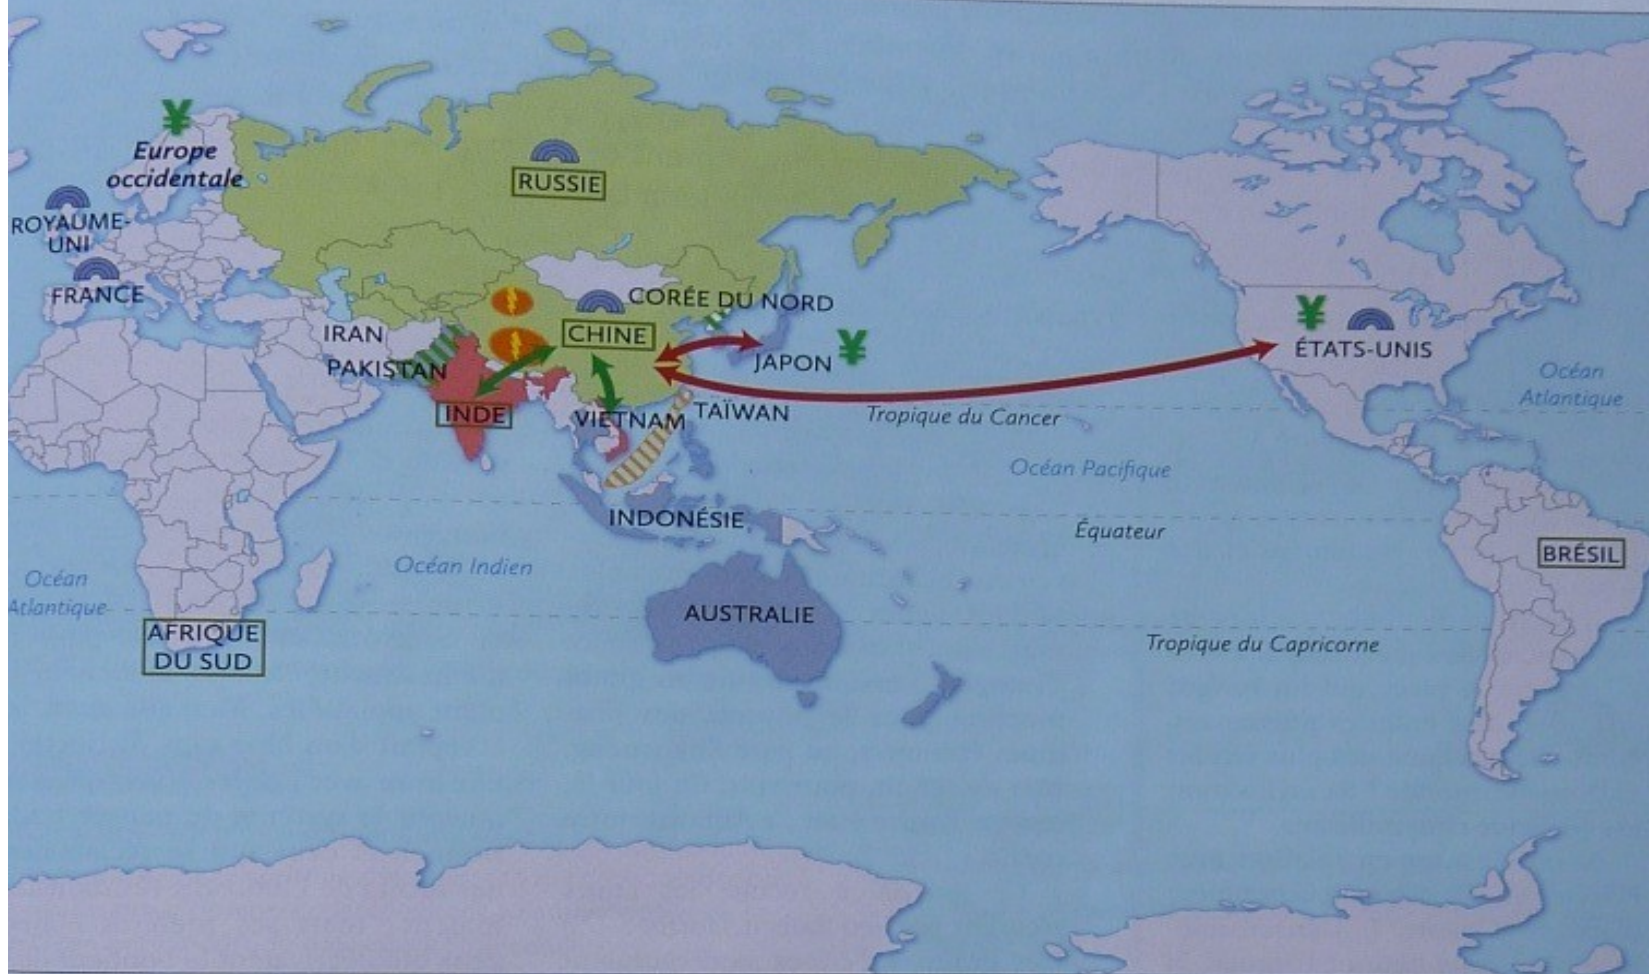 ¥
Europe
occidentale
RUSSIE
ROYAUME-
UNI
FRANCE
IRAN
PAKISTAN
INDE
CHINE
CORÉE DU NORD
JAPON
¥
¥
ÉTATS-UNIS
VIETNAM
TAÏWAN
Tropique du Cancer
Océan
Atlantique
Océan Pacifique
INDONÉSIE
Équateur
BRÉSIL
Océan Indien
Océan
Atlantique
AUSTRALIE
AFRIQUE
DU SUD
Tropique du Capricorne